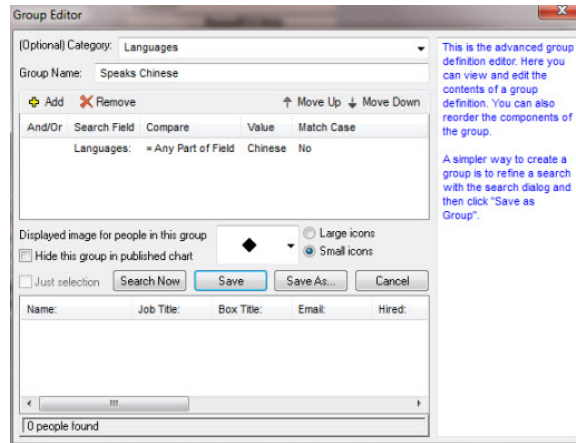 Group Editor
(Optional) Category: Languages
Group Name: Speaks Chinese
Add Remove Move Up Move Down
And/Or Search Field Compare Value Match Case
Languages: = Any Part of Field Chinese No
Displayed image for people in this group
Large icons
Small icons
Hide this group in published chart
Just selection Search Now Save Save As... Cancel
Name: Job Title: Box Title: Email: Hired:
0 people found
This is the advanced group
definition editor. Here you
can view and edit the
contents of a group
definition. You can also
reorder the components of
the group.
A simpler way to create a
group is to refine a search
with the search dialog and
then click "Save as
Group".